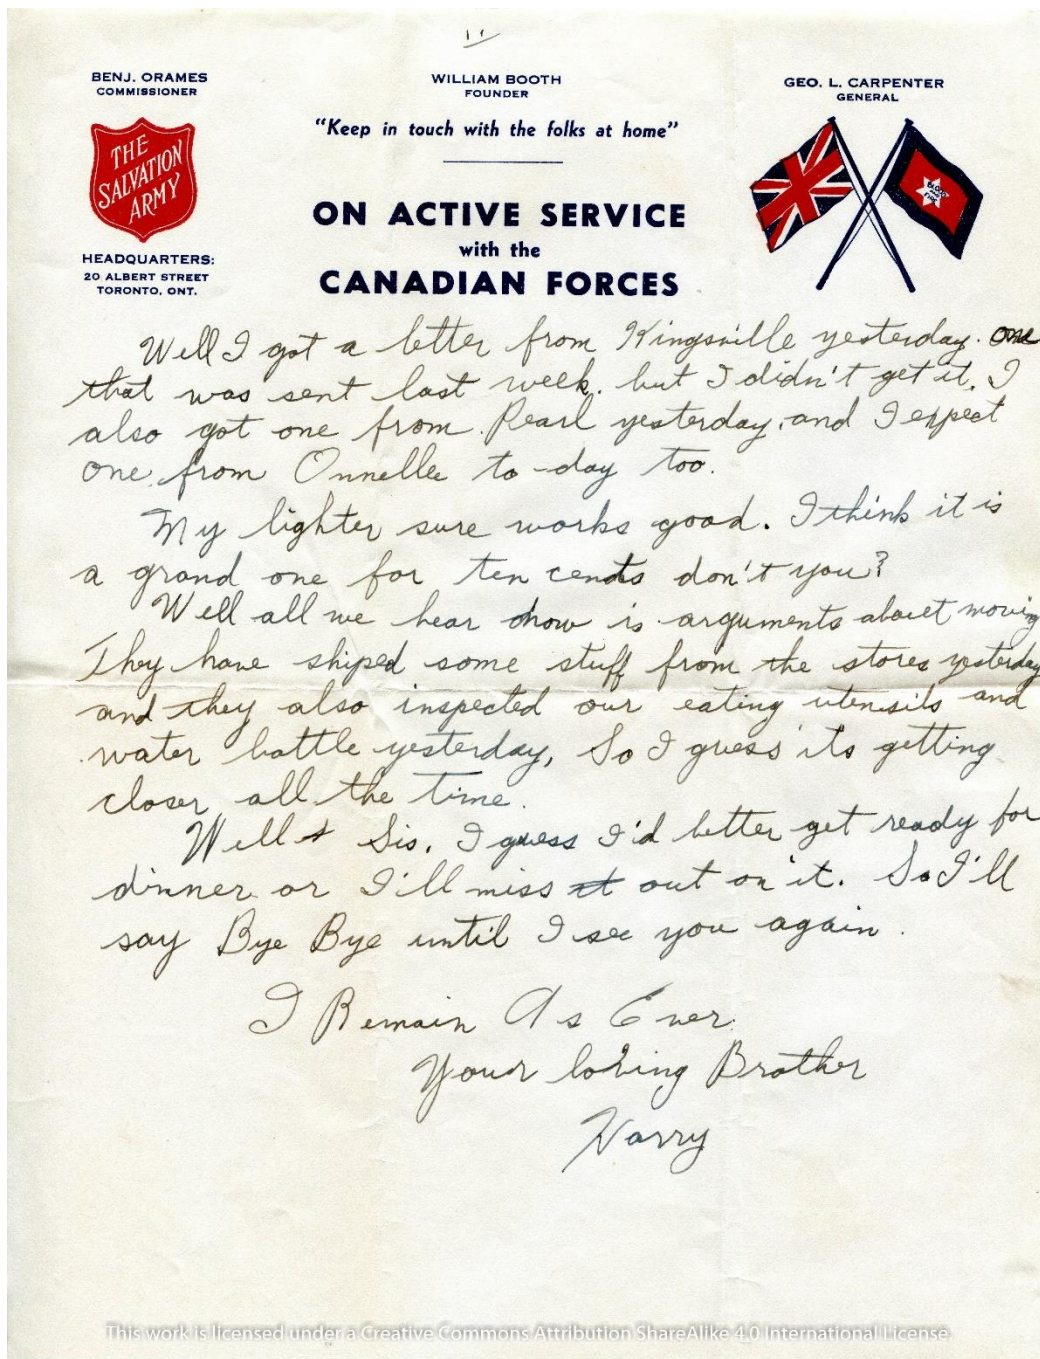 11
BENJ. ORAMES
COMMISSIONER
WILLIAM BOOTH
FOUNDER
GEO. L. CARPENTER
GENERAL
"Keep in touch with the folks at home"
THE
SALVATION
ARMY
BLOOD
AND
FIRE
ON ACTIVE SERVICE
with the
CANADIAN FORCES
HEADQUARTERS:
20 ALBERT STREET
TORONTO, ONT.
Well I got a letter from Kingsville yesterday. one
that was sent last week. but I didn't get it. I
also got one from Pearl yesterday, and I expect
one from Onnellee to-day too.
My lighter sure works good. I think it is
a grand one for ten cents don't you?
Well all we hear now is arguments about moving
They have shiped some stuff from the stores yesterday
and they also inspected our eating utensils and
water bottle yesterday, So I guess its getting
closer all the time.
Well Sis. I guess I'd better get ready for
dinner or I'll miss out on it. So I'll
say Bye Bye until I see you again.
I Remain As Ever
Your loving Brother
Harry
This work is licensed under a Creative Commons Attribution ShareAlike 4.0 International License.